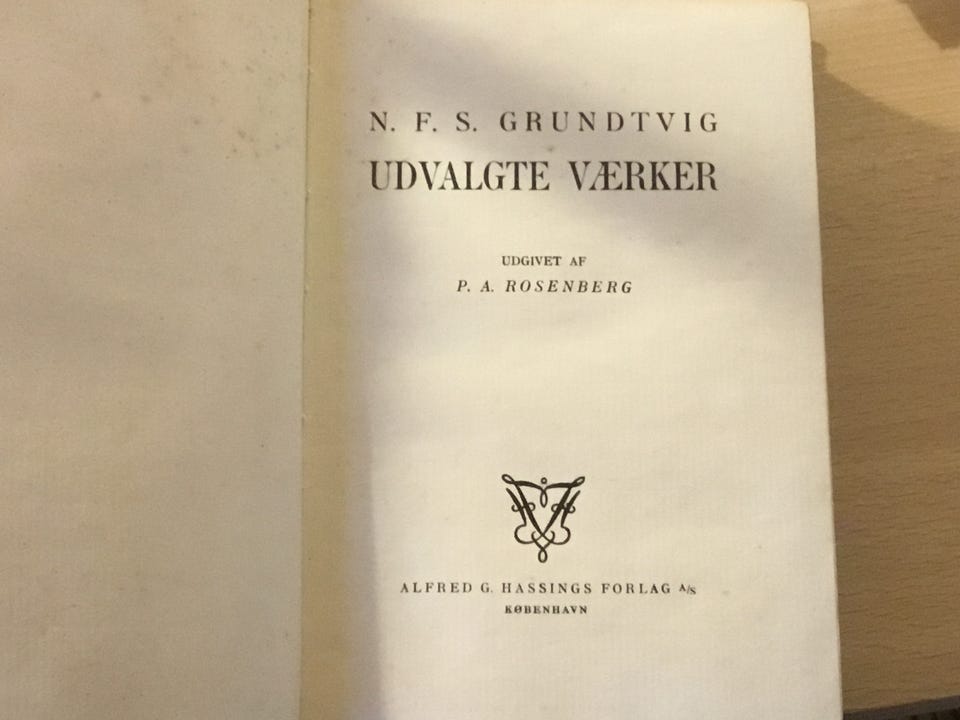 N. F. S. GRUNDTVIG
UDVALGTE VÆRKER
UDGIVET AF
P. A. ROSENBERG
ALFRED G. HASSINGS FORLAG A/S
KØBENHAVN